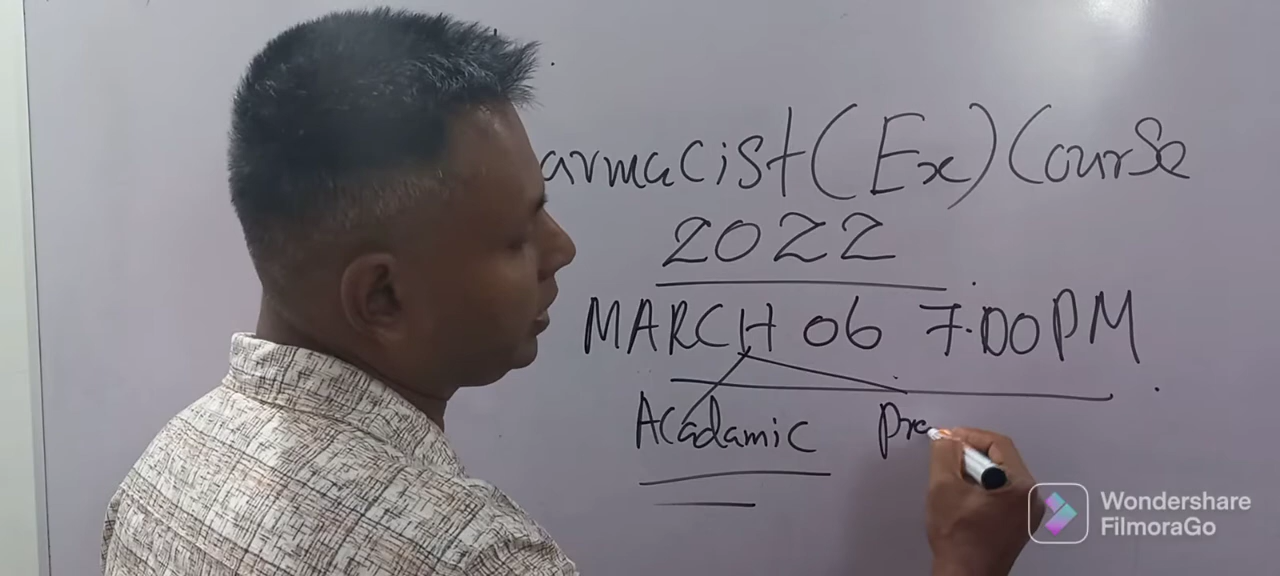 armacist (Ex) Course
2022
MARCH 06 7.00PM
Acadamic Pre
Wondershare
FilmoraGo